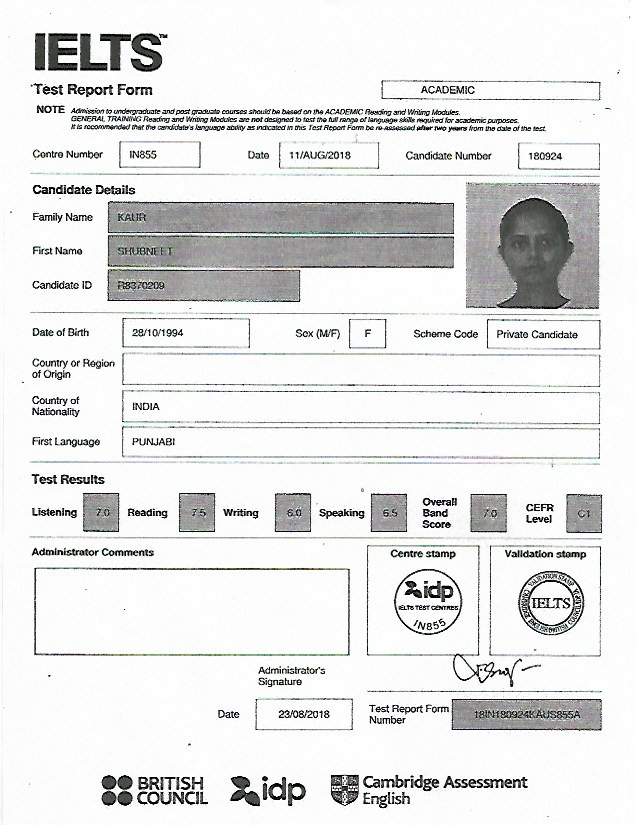 IELTS™
Test Report Form
ACADEMIC
NOTE Admission to undergraduate and post graduate courses should be based on the ACADEMIC Reading and Writing Modules.
GENERAL TRAINING Reading and Writing Modules are not designed to test the full range of language skills required for academic purposes.
It is recommended that the candidate's language ability as indicated in this Test Report Form be re-assessed after two years from the date of the test.
Centre Number IN855 Date 11/AUG/2018 Candidate Number 180924
Candidate Details
Family Name KAUR
First Name SHUBNEET
Candidate ID R8370209
Date of Birth 28/10/1994 Sex (M/F) F Scheme Code Private Candidate
Country or Region
of Origin
Country of
Nationality INDIA
First Language PUNJABI
Test Results
Listening 7.0 Reading 7.5 Writing 6.0 Speaking 6.5 Overall Band Score 7.0 CEFR Level C1
Administrator Comments
Centre stamp
Validation stamp
idp
IELTS TEST CENTRES
IN855
VALIDATION STAMP
IELTS
Administrator's
Signature
Date 23/08/2018
Test Report Form
Number 18IN180924KAUS855A
BRITISH
COUNCIL
idp
Cambridge Assessment
English